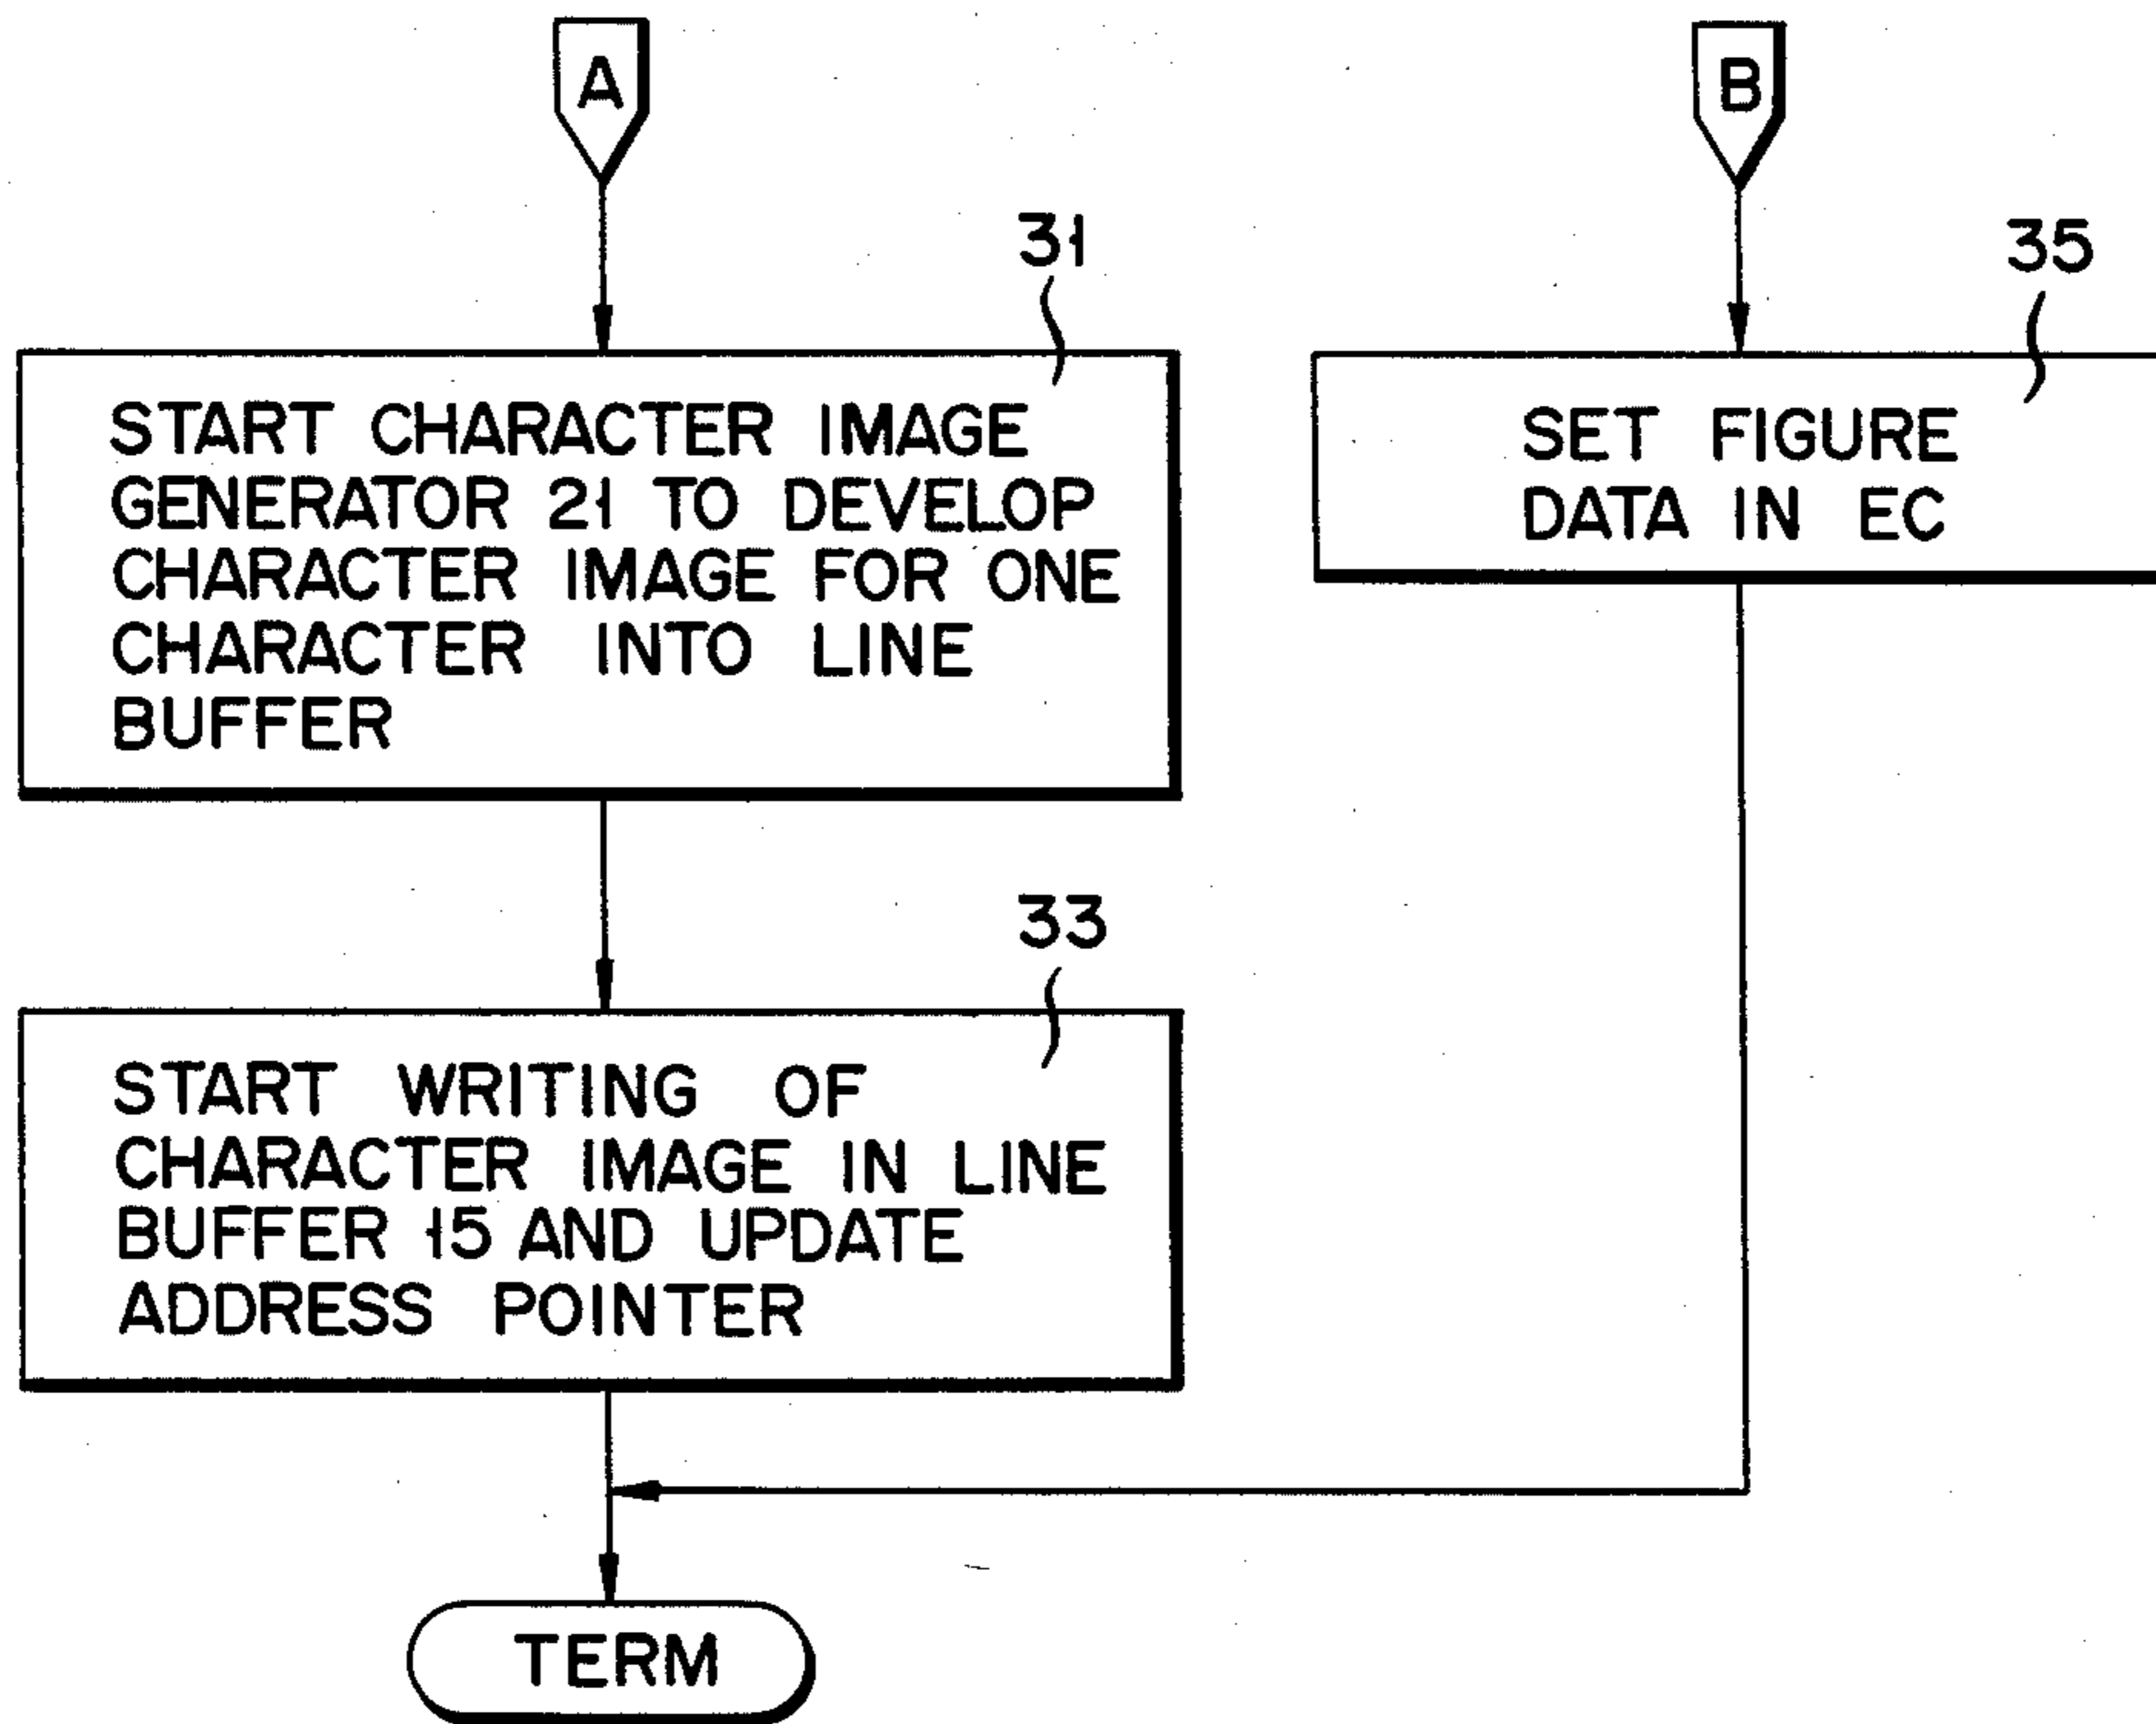 A
31
START CHARACTER IMAGE
GENERATOR 21 TO DEVELOP
CHARACTER IMAGE FOR ONE
CHARACTER INTO LINE
BUFFER
33
START WRITING OF
CHARACTER IMAGE IN LINE
BUFFER 15 AND UPDATE
ADDRESS POINTER
TERM
B
35
SET FIGURE
DATA IN EC